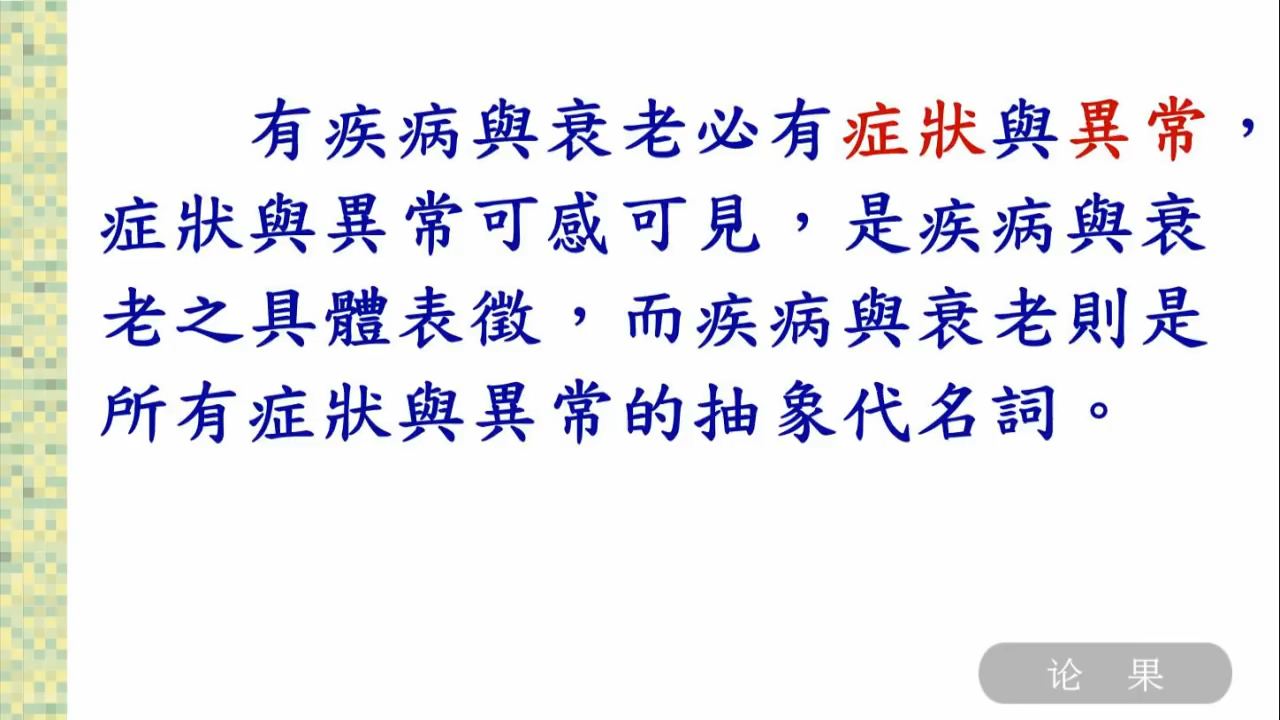 有疾病與衰老必有症狀與異常，
症狀與異常可感可見，是疾病與衰
老之具體表徵，而疾病與衰老則是
所有症狀與異常的抽象代名詞。
论 果